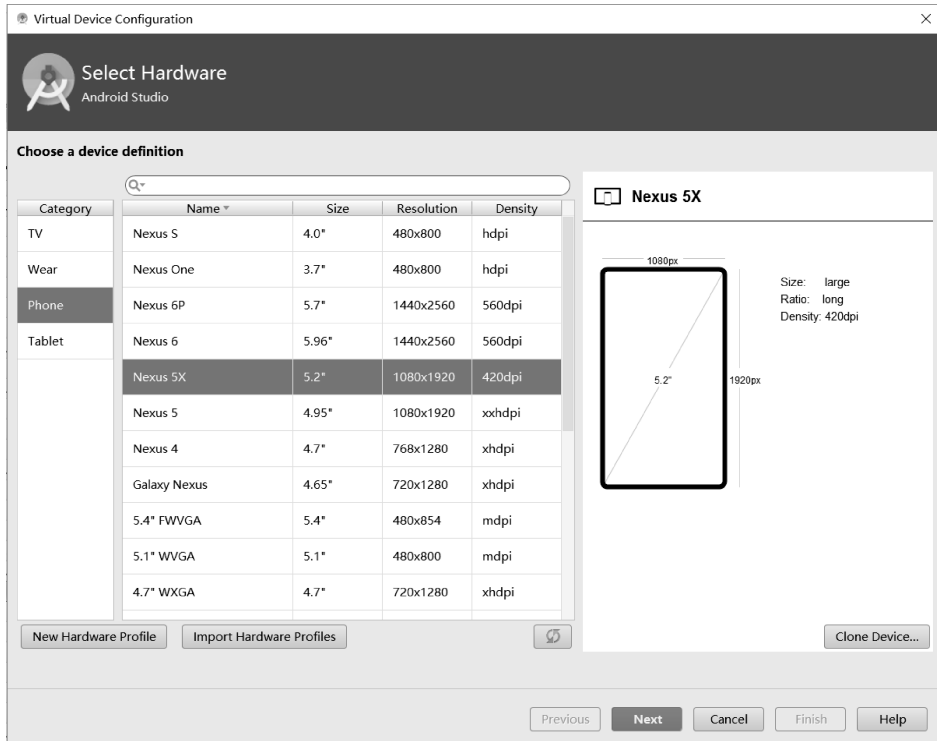 Virtual Device Configuration
Select Hardware
Android Studio
Choose a device definition
Category
TV
Wear
Phone
Tablet
Name Size Resolution Density
Nexus S 4.0" 480x800 hdpi
Nexus One 3.7" 480x800 hdpi
Nexus 6P 5.7" 1440x2560 560dpi
Nexus 6 5.96" 1440x2560 560dpi
Nexus 5X 5.2" 1080x1920 420dpi
Nexus 5 4.95" 1080x1920 xxhdpi
Nexus 4 4.7" 768x1280 xhdpi
Galaxy Nexus 4.65" 720x1280 xhdpi
5.4" FWVGA 5.4" 480x854 mdpi
5.1" WVGA 5.1" 480x800 mdpi
4.7" WXGA 4.7" 720x1280 xhdpi
New Hardware Profile Import Hardware Profiles
Nexus 5X
1080px
Size: large
Ratio: long
Density: 420dpi
5.2" 1920px
Clone Device...
Previous Next Cancel Finish Help